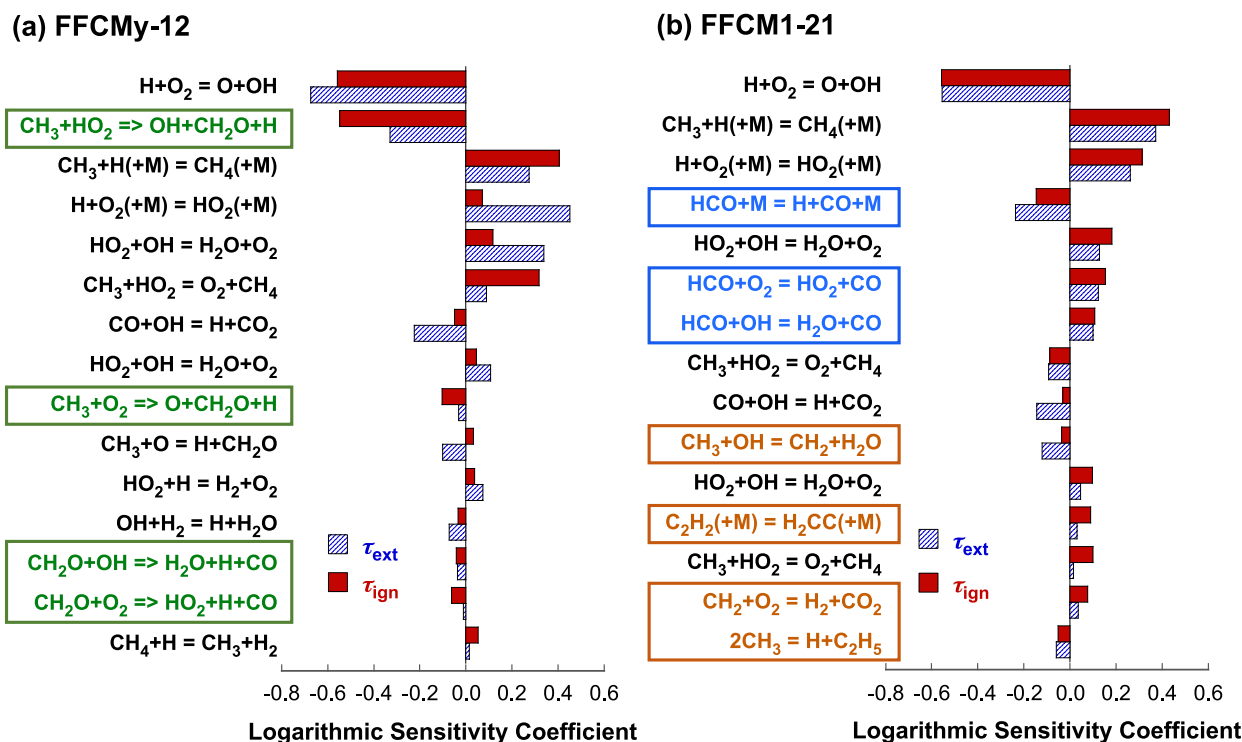 (a) FFCMy-12
H+O₂ = O+OH
CH₃+HO₂ => OH+CH₂O+H
CH₃+H(+M) = CH₄(+M)
H+O₂(+M) = HO₂(+M)
HO₂+OH = H₂O+O₂
CH₃+HO₂ = O₂+CH₄
CO+OH = H+CO₂
HO₂+OH = H₂O+O₂
CH₃+O₂ => O+CH₂O+H
CH₃+O = H+CH₂O
HO₂+H = H₂+O₂
OH+H₂ = H+H₂O
CH₂O+OH => H₂O+H+CO
CH₂O+O₂ => HO₂+H+CO
CH₄+H = CH₃+H₂
τext
τign
-0.8 -0.6 -0.4 -0.2 0.0 0.2 0.4 0.6
Logarithmic Sensitivity Coefficient
(b) FFCM1-21
H+O₂ = O+OH
CH₃+H(+M) = CH₄(+M)
H+O₂(+M) = HO₂(+M)
HCO+M = H+CO+M
HO₂+OH = H₂O+O₂
HCO+O₂ = HO₂+CO
HCO+OH = H₂O+CO
CH₃+HO₂ = O₂+CH₄
CO+OH = H+CO₂
CH₃+OH = CH₂+H₂O
HO₂+OH = H₂O+O₂
C₂H₂(+M) = H₂CC(+M)
CH₃+HO₂ = O₂+CH₄
CH₂+O₂ = H₂+CO₂
2CH₃ = H+C₂H₅
τext
τign
-0.8 -0.6 -0.4 -0.2 0.0 0.2 0.4 0.6
Logarithmic Sensitivity Coefficient